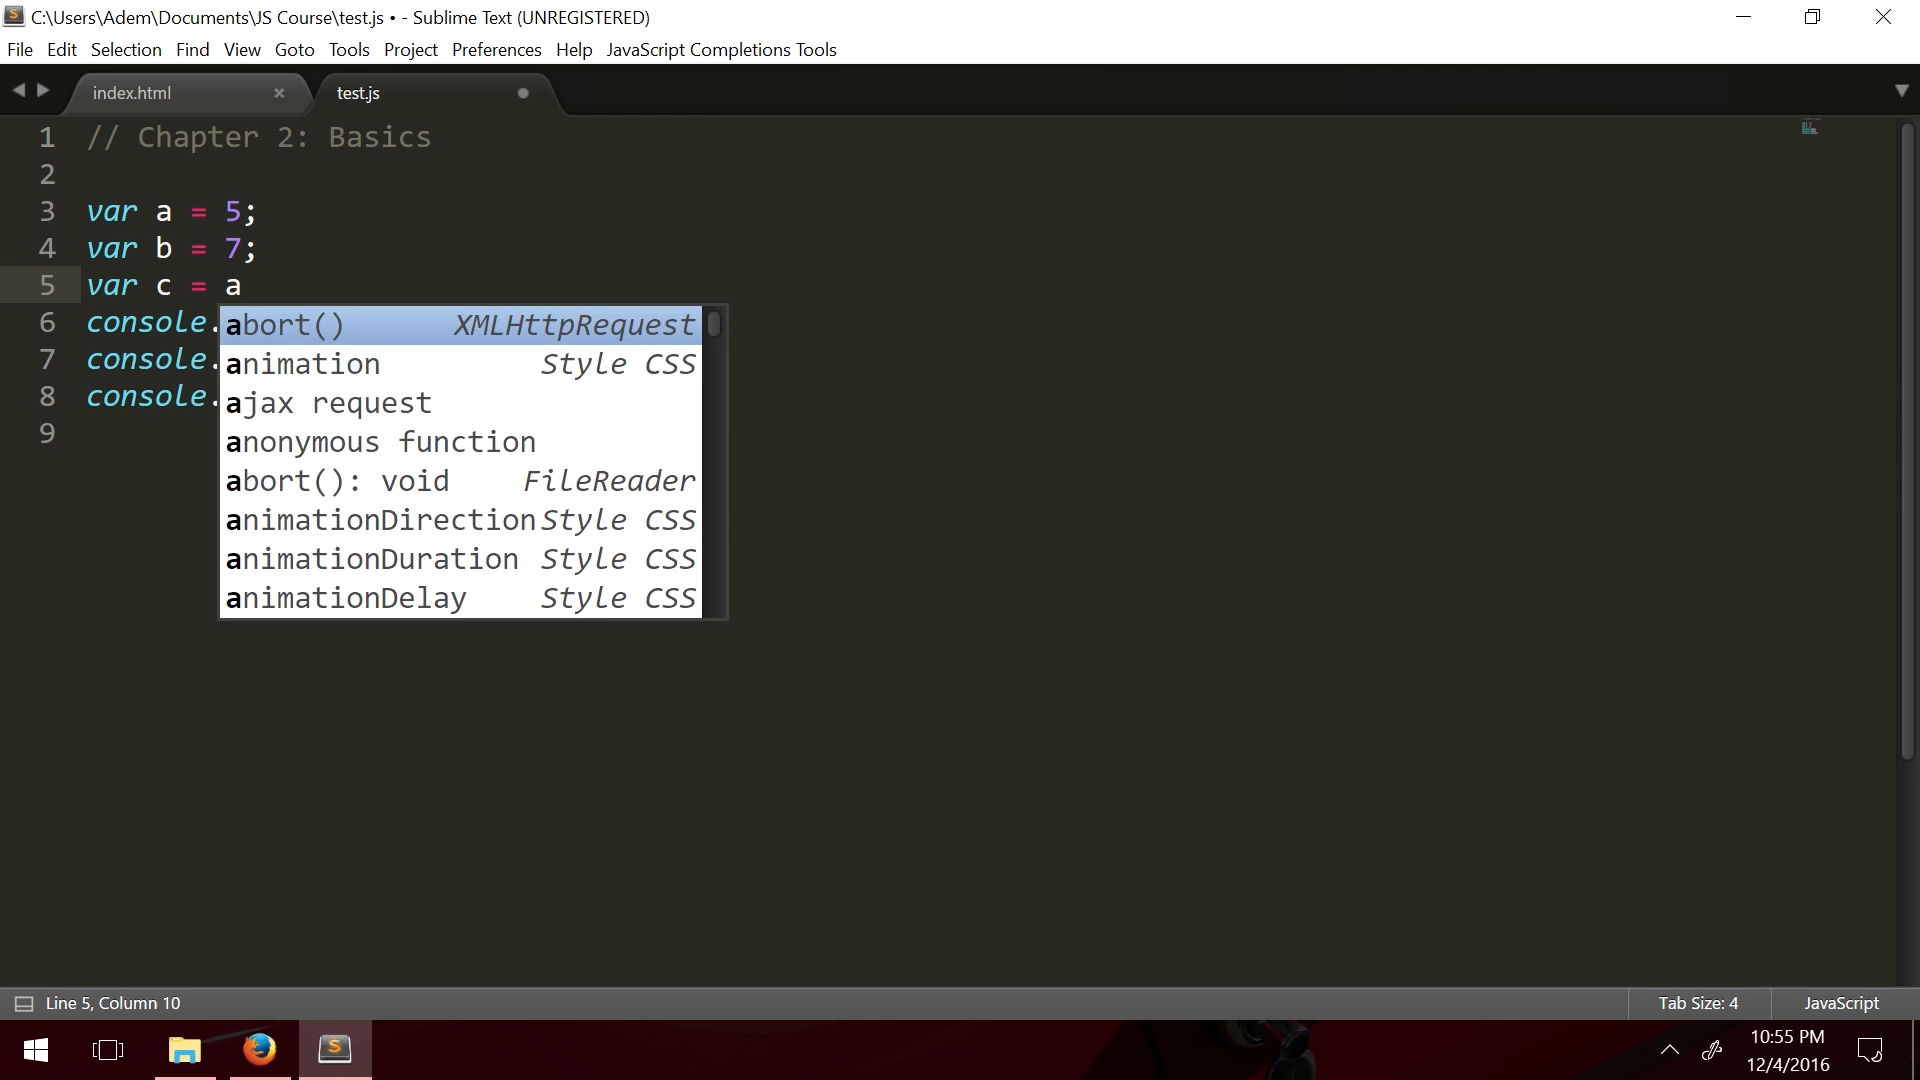 C:\Users\Adem\Documents\JS Course\test.js • - Sublime Text (UNREGISTERED)
File Edit Selection Find View Goto Tools Project Preferences Help JavaScript Completions Tools
index.html × test.js
1 // Chapter 2: Basics
2
3 var a = 5;
4 var b = 7;
5 var c = a
6 console.
7 console.
8 console.
9
abort() XMLHttpRequest
animation Style CSS
ajax request
anonymous function
abort(): void FileReader
animationDirection Style CSS
animationDuration Style CSS
animationDelay Style CSS
Line 5, Column 10 Tab Size: 4 JavaScript
10:55 PM
12/4/2016